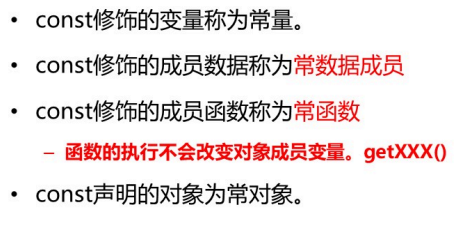 • const修饰的变量称为常量。
• const修饰的成员数据称为常数据成员
• const修饰的成员函数称为常函数
– 函数的执行不会改变对象成员变量。getXXX()
• const声明的对象为常对象。